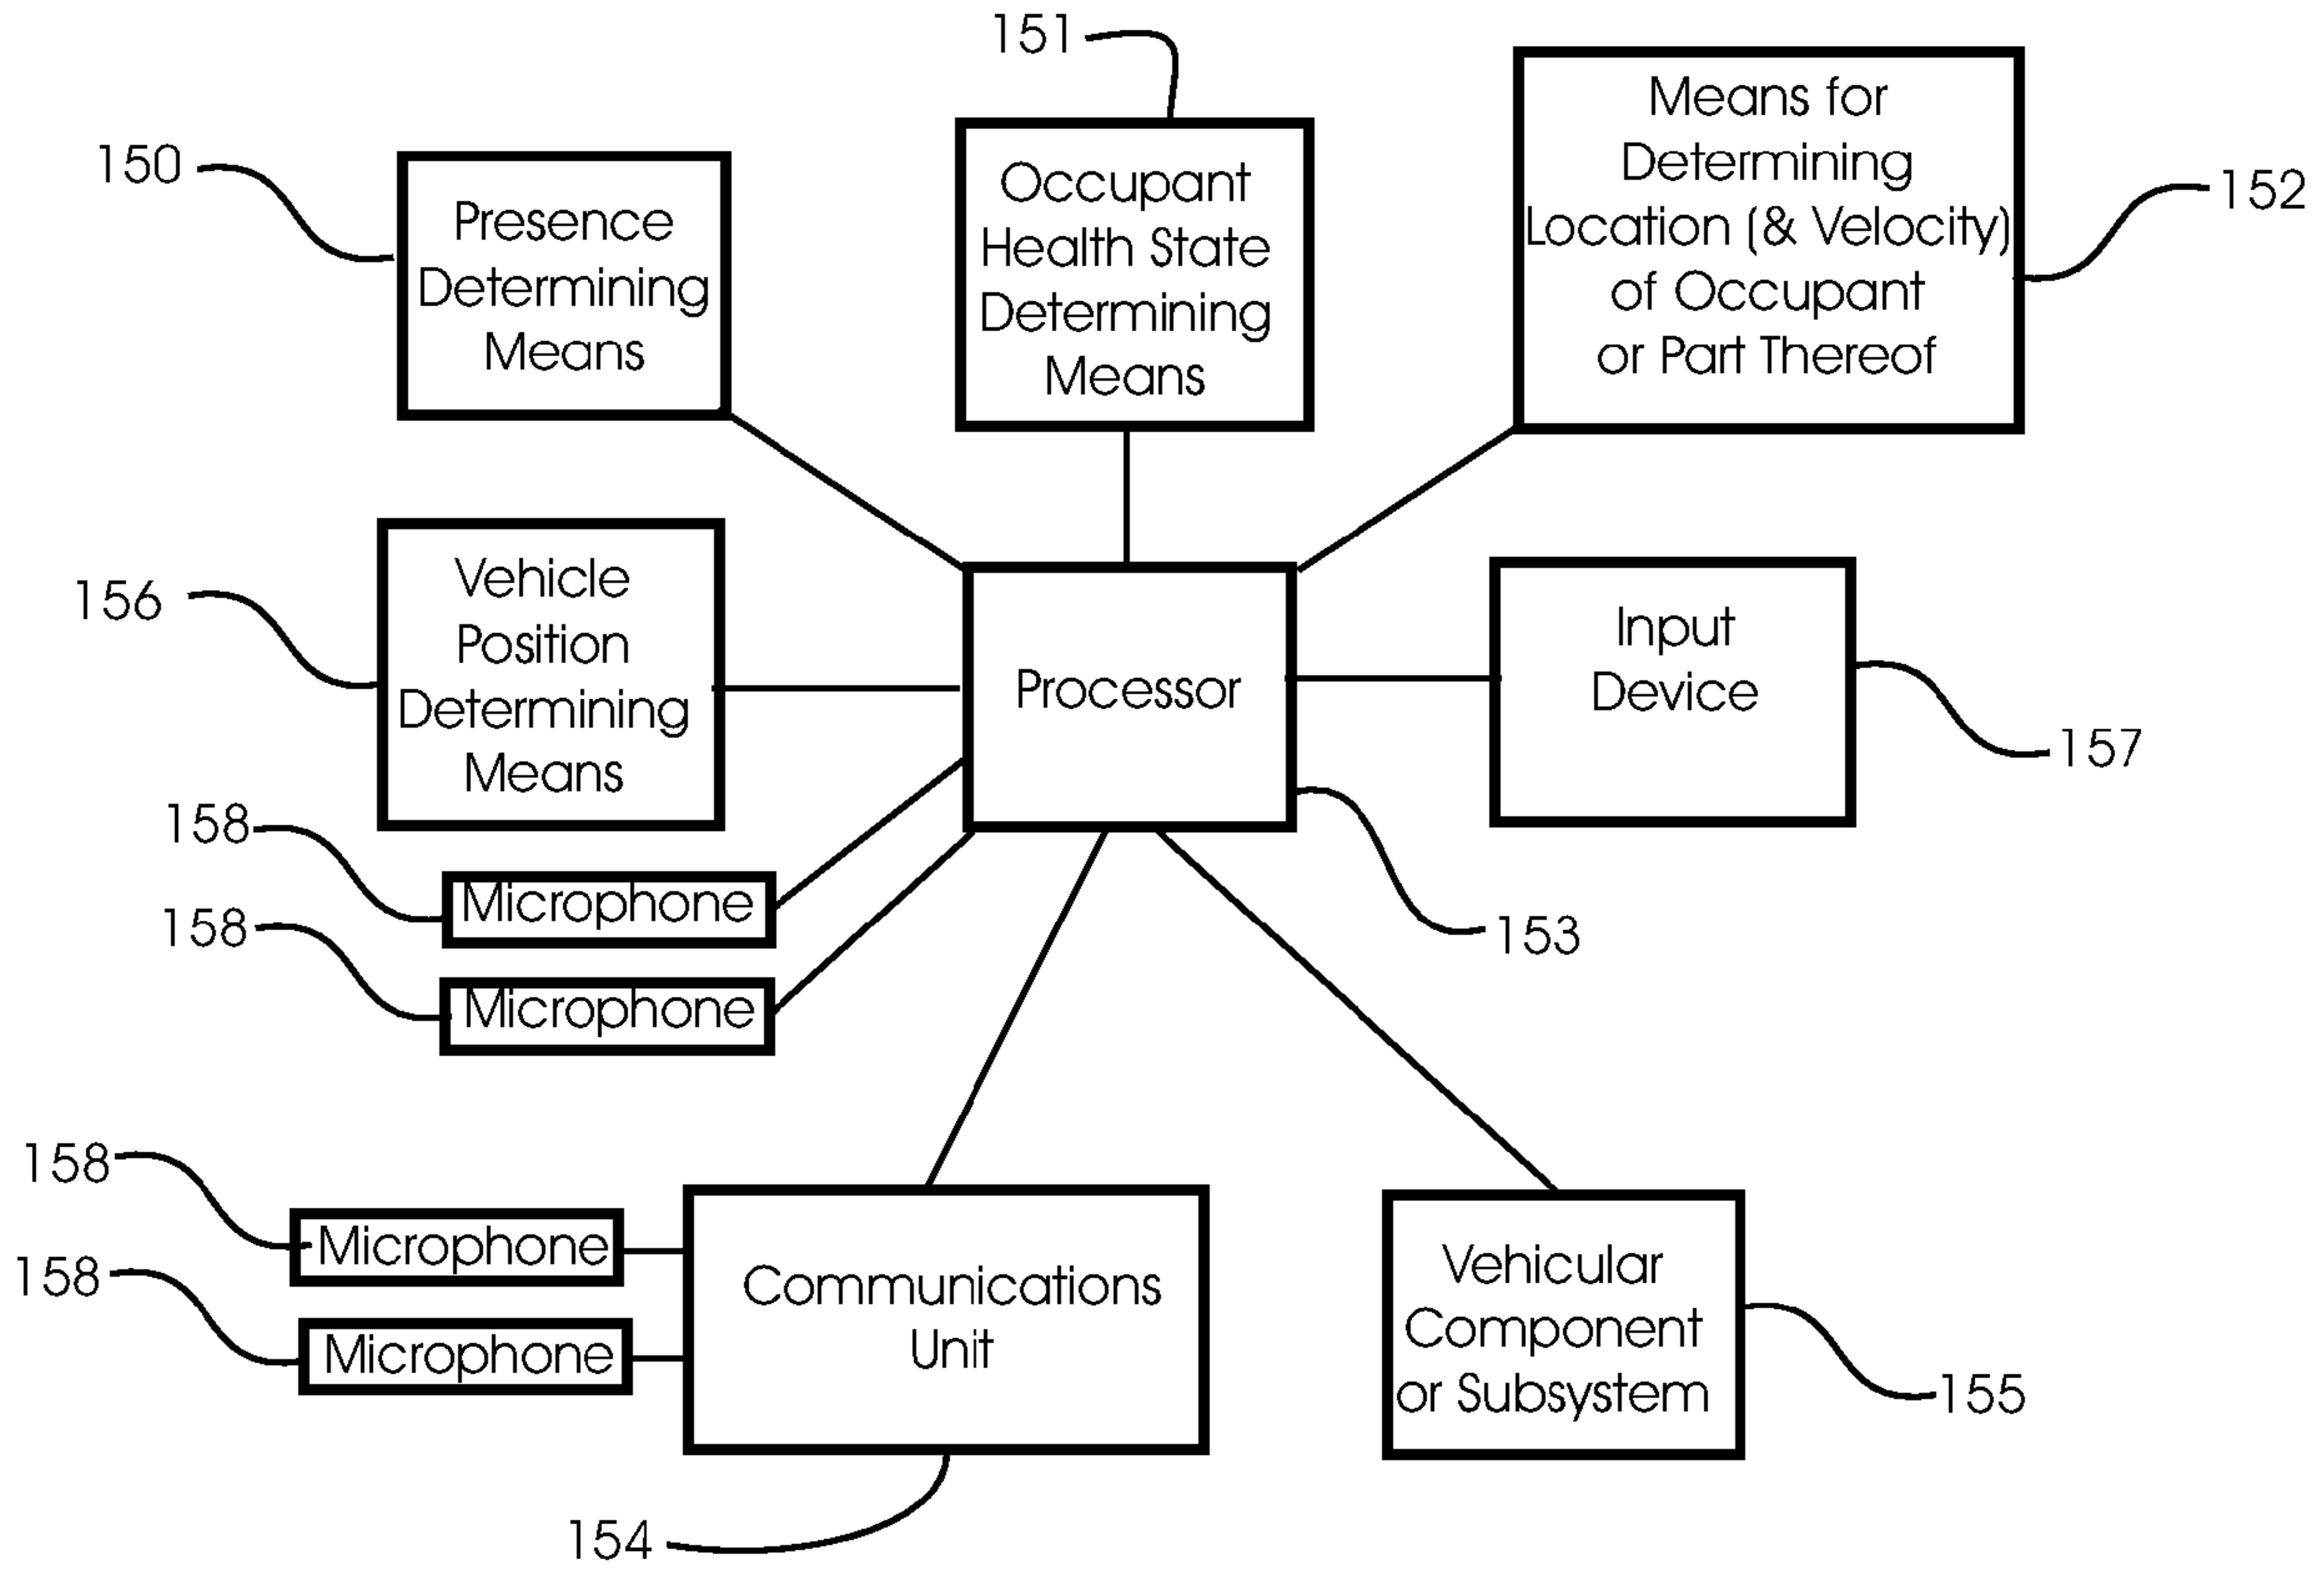 151
150
Presence
Determining
Means
Occupant
Health State
Determining
Means
Means for
Determining
Location (& Velocity)
of Occupant
or Part Thereof
152
156
Vehicle
Position
Determining
Means
Processor
Input
Device
157
158
Microphone
158
Microphone
153
158
Microphone
158
Microphone
Communications
Unit
Vehicular
Component
or Subsystem
155
154